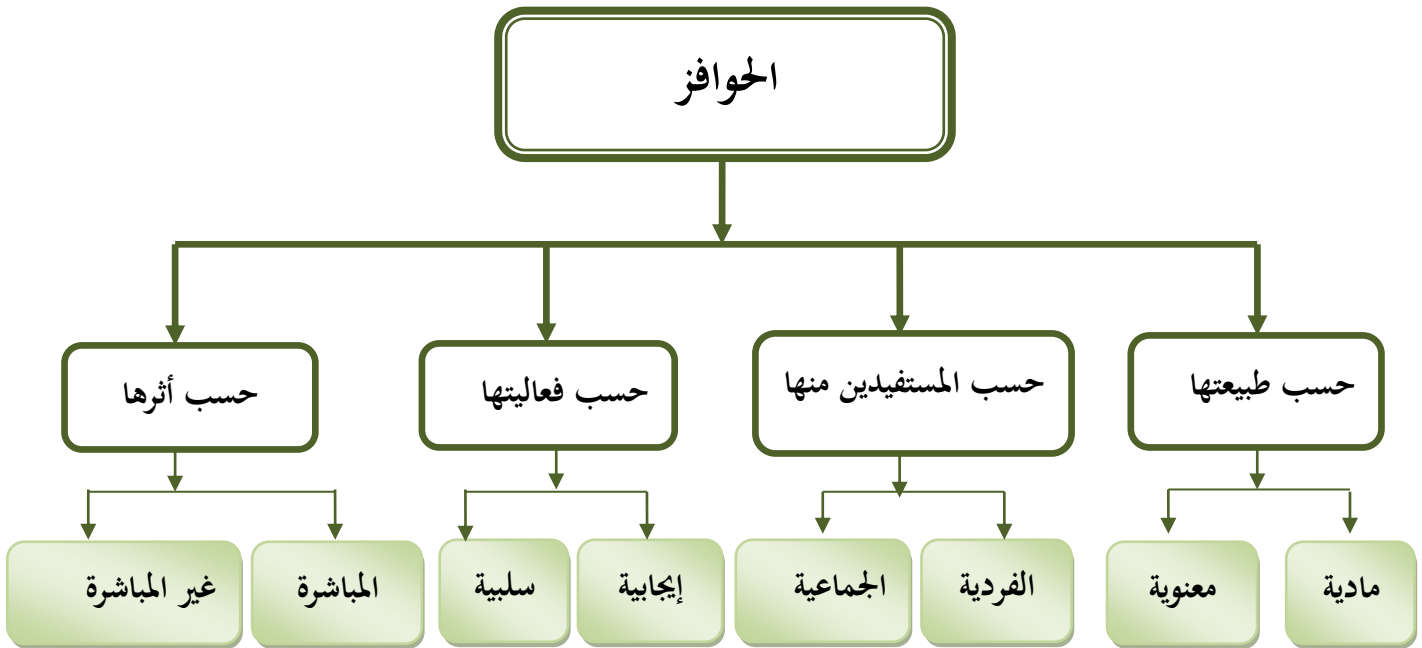 الحوافز
حسب طبيعتها
حسب المستفيدين منها
حسب فعاليتها
حسب أثرها
مادية
معنوية
الفردية
الجماعية
إيجابية
سلبية
المباشرة
غير المباشرة